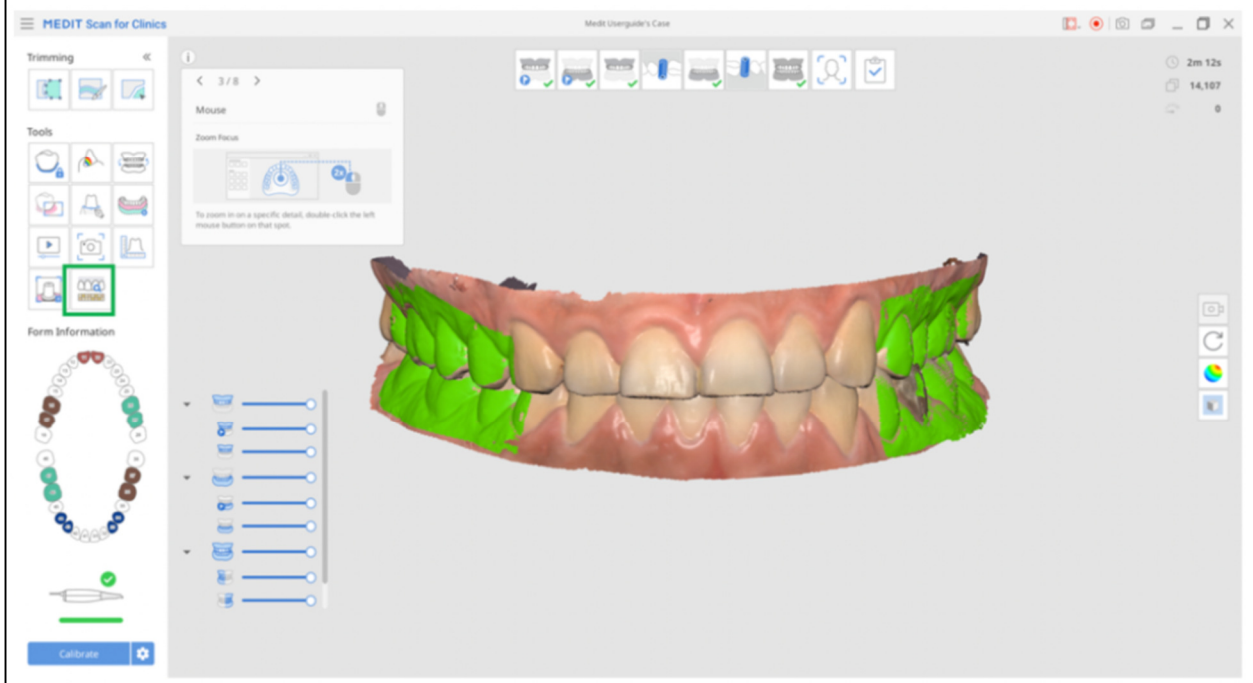 MEDIT Scan for Clinics
Medit Userguide's Case
Trimming
3 / 8
2m 12s
14,107
0
Mouse
Tools
Zoom Focus
2x
To zoom in on a specific detail, double-click the left
mouse button on that spot.
Form Information
Calibrate